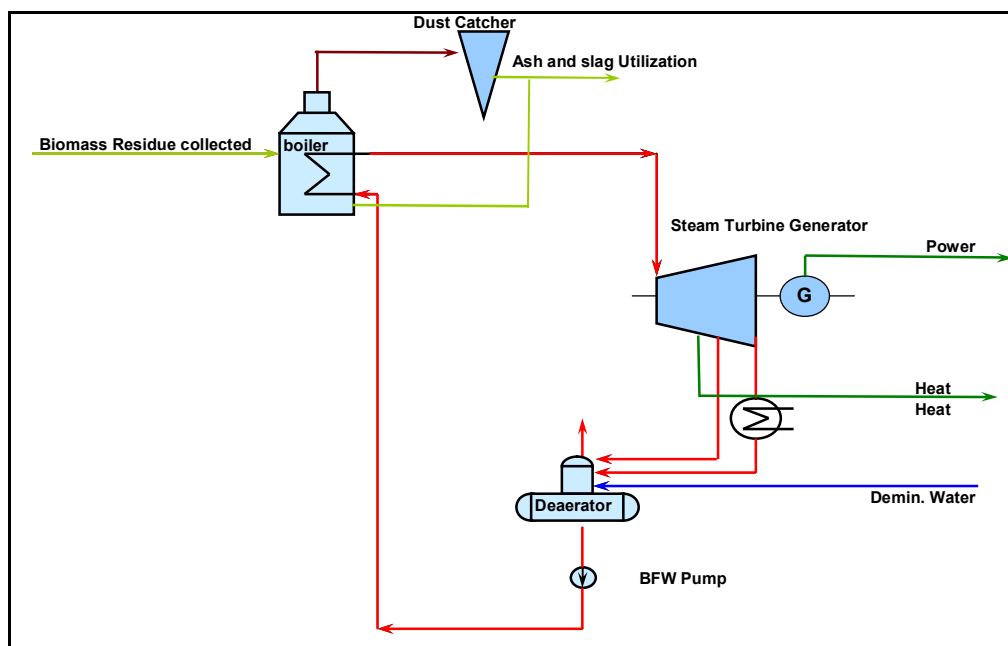 Dust Catcher
Ash and slag Utilization
Biomass Residue collected
boiler
Steam Turbine Generator
Power
G
Heat
Heat
Deaerator
Demin. Water
BFW Pump